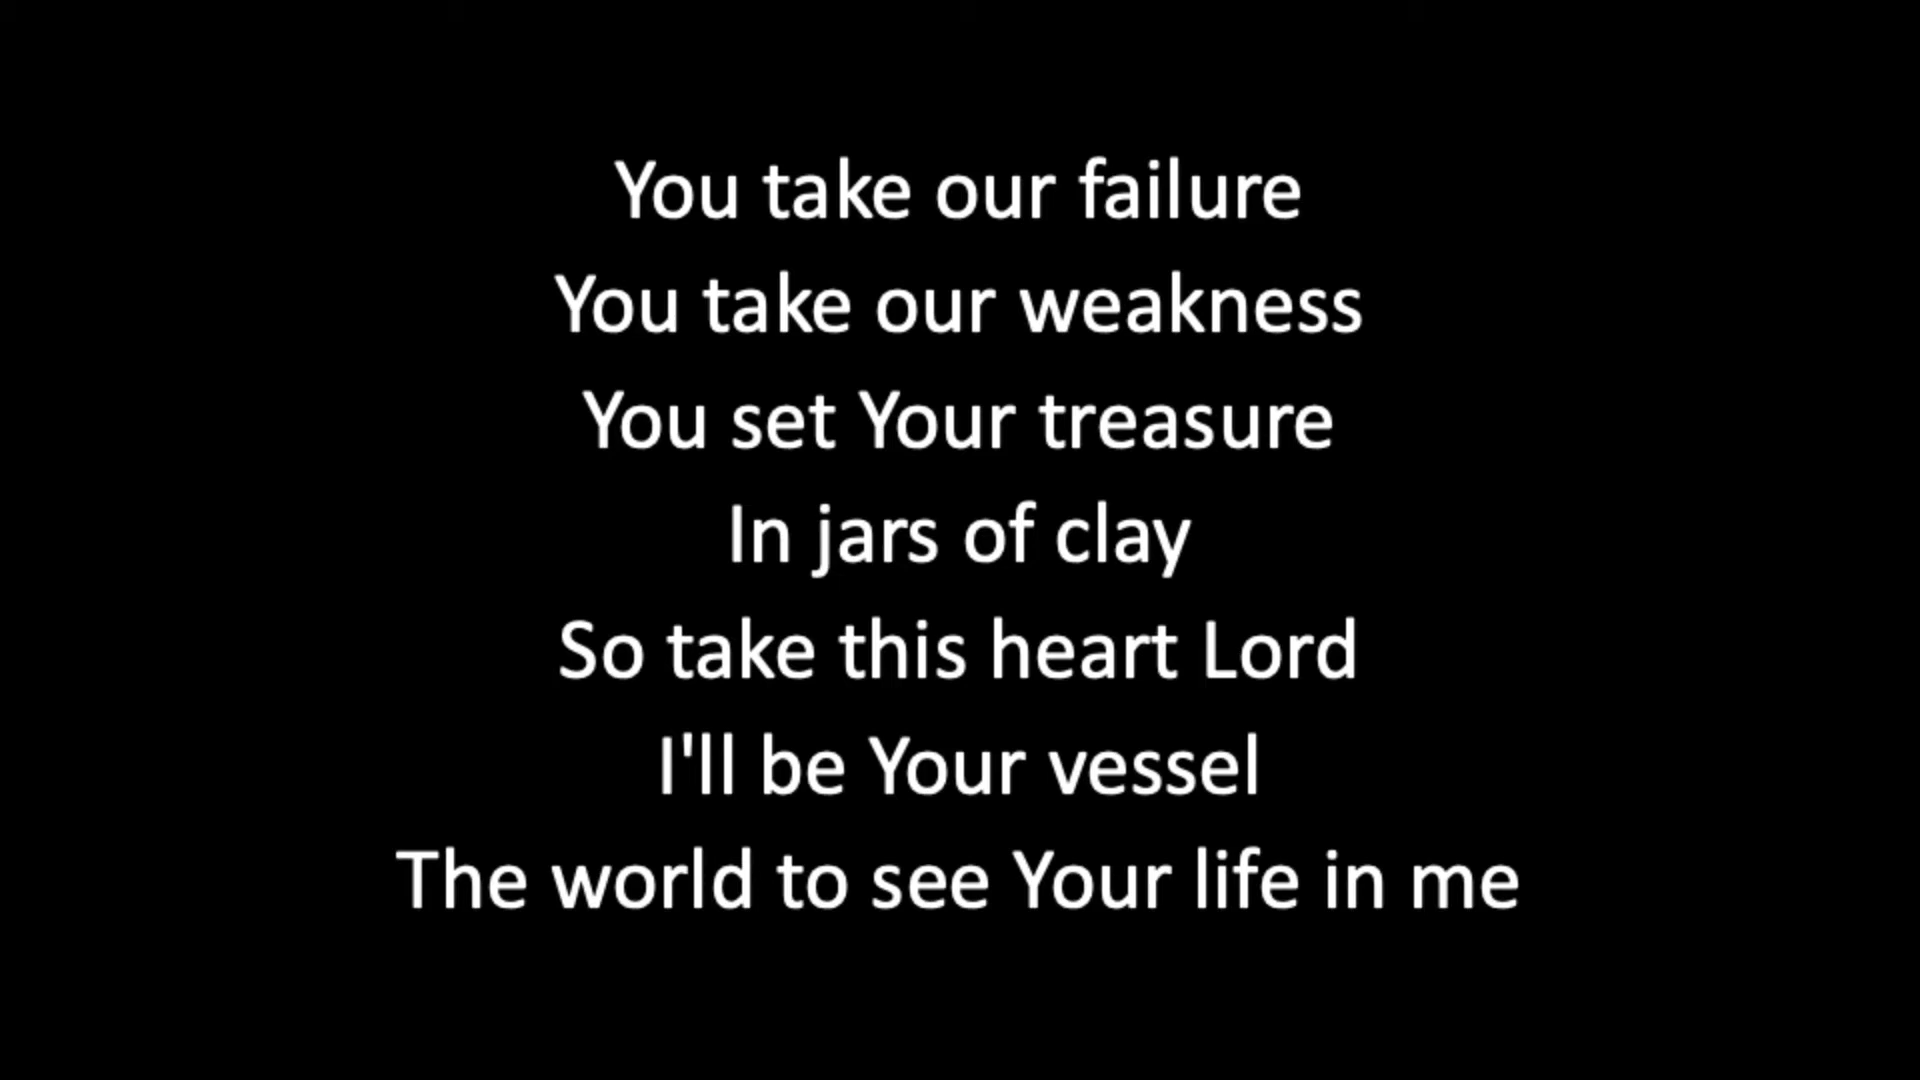 You take our failure
You take our weakness
You set Your treasure
In jars of clay
So take this heart Lord
I'll be Your vessel
The world to see Your life in me